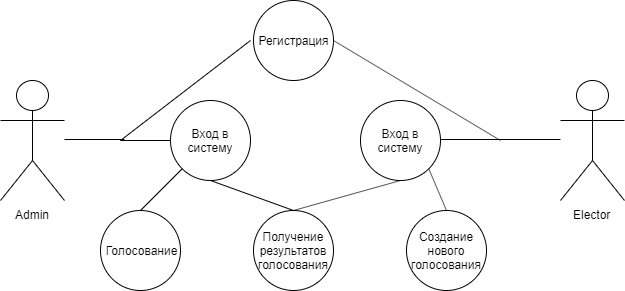 Регистрация
Вход в
систему
Вход в
систему
Admin
Elector
Голосование
Получение
результатов
голосования
Создание
нового
голосования